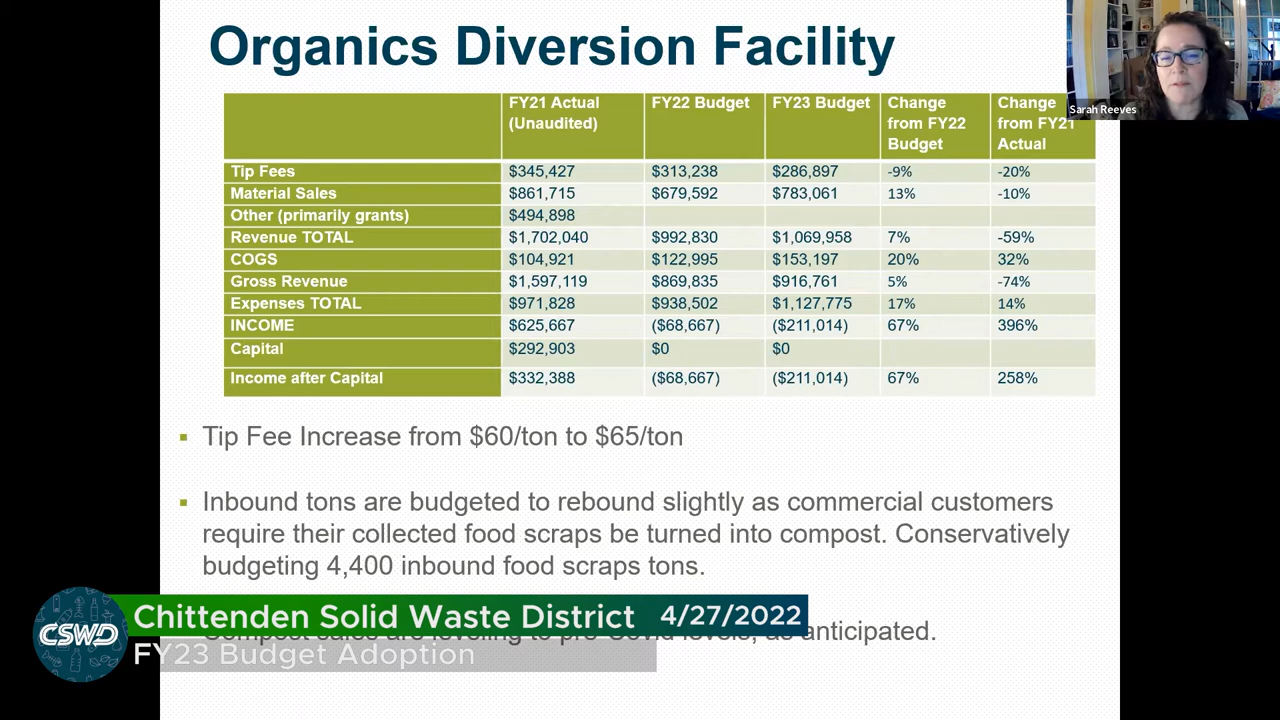 Organics Diversion Facility
Sarah Reeves
FY21 Actual (Unaudited) FY22 Budget FY23 Budget Change from FY22 Budget Change from FY21 Actual
Tip Fees $345,427 $313,238 $286,897 -9% -20%
Material Sales $861,715 $679,592 $783,061 13% -10%
Other (primarily grants) $494,898
Revenue TOTAL $1,702,040 $992,830 $1,069,958 7% -59%
COGS $104,921 $122,995 $153,197 20% 32%
Gross Revenue $1,597,119 $869,835 $916,761 5% -74%
Expenses TOTAL $971,828 $938,502 $1,127,775 17% 14%
INCOME $625,667 ($68,667) ($211,014) 67% 396%
Capital $292,903 $0 $0
Income after Capital $332,388 ($68,667) ($211,014) 67% 258%
▪ Tip Fee Increase from $60/ton to $65/ton
▪ Inbound tons are budgeted to rebound slightly as commercial customers
require their collected food scraps be turned into compost. Conservatively
budgeting 4,400 inbound food scraps tons.
Compost sales are leveling to pre-Covid levels, as anticipated.
CSWD
Chittenden Solid Waste District 4/27/2022
FY23 Budget Adoption